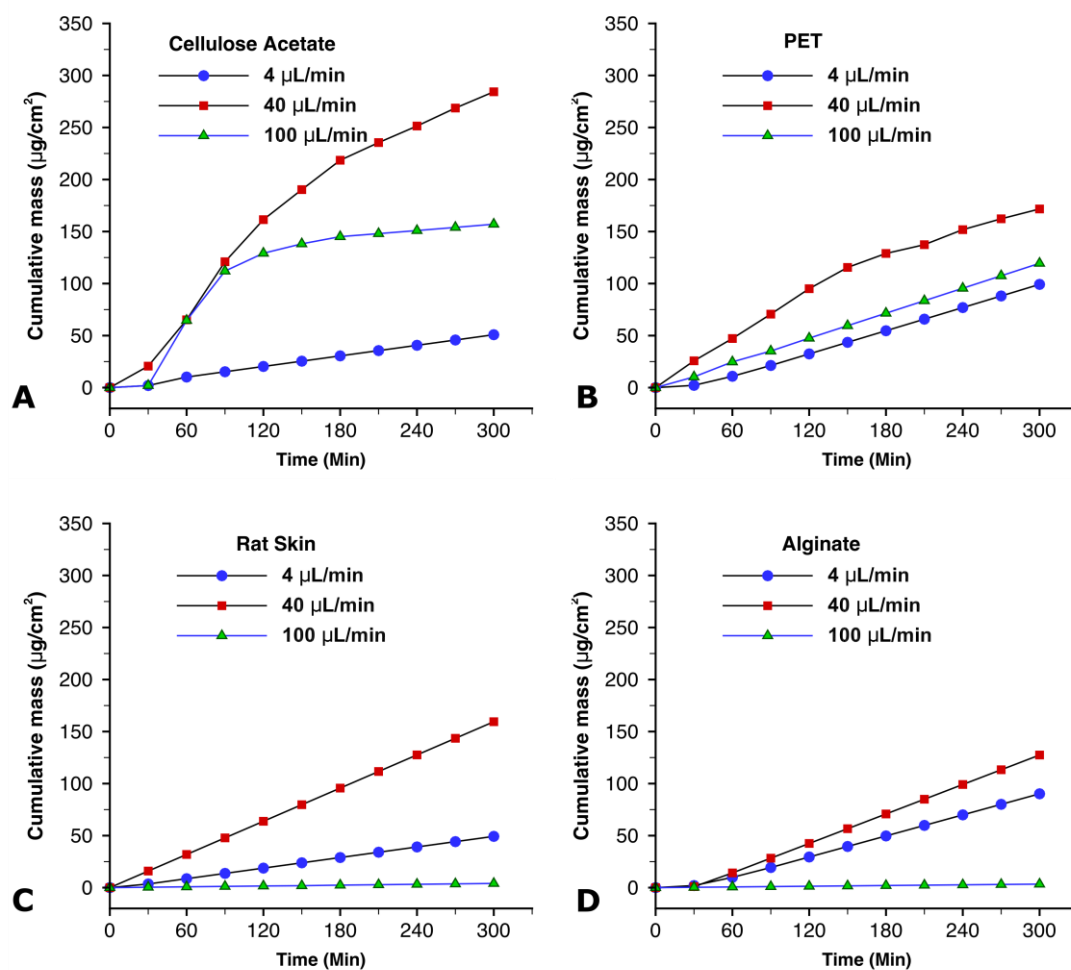 Cellulose Acetate
4 µL/min
40 µL/min
100 µL/min
Cumulative mass (µg/cm²)
350
300
250
200
150
100
50
0
0 60 120 180 240 300
Time (Min)
A
PET
4 µL/min
40 µL/min
100 µL/min
Cumulative mass (µg/cm²)
350
300
250
200
150
100
50
0
0 60 120 180 240 300
Time (Min)
B
Rat Skin
4 µL/min
40 µL/min
100 µL/min
Cumulative mass (µg/cm²)
350
300
250
200
150
100
50
0
0 60 120 180 240 300
Time (Min)
C
Alginate
4 µL/min
40 µL/min
100 µL/min
Cumulative mass (µg/cm²)
350
300
250
200
150
100
50
0
0 60 120 180 240 300
Time (Min)
D